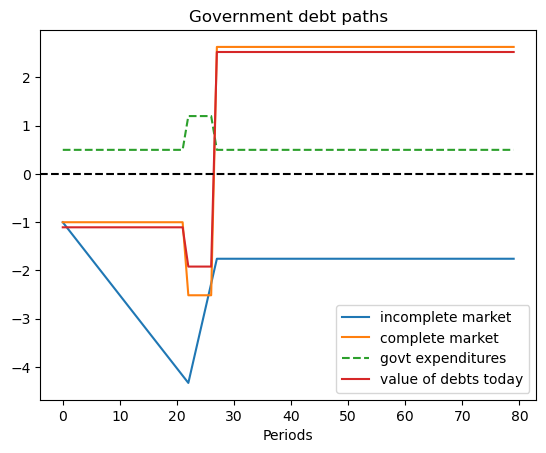 Government debt paths
2
1
0
−1
−2
−3
−4
0 10 20 30 40 50 60 70 80
Periods
incomplete market
complete market
govt expenditures
value of debts today